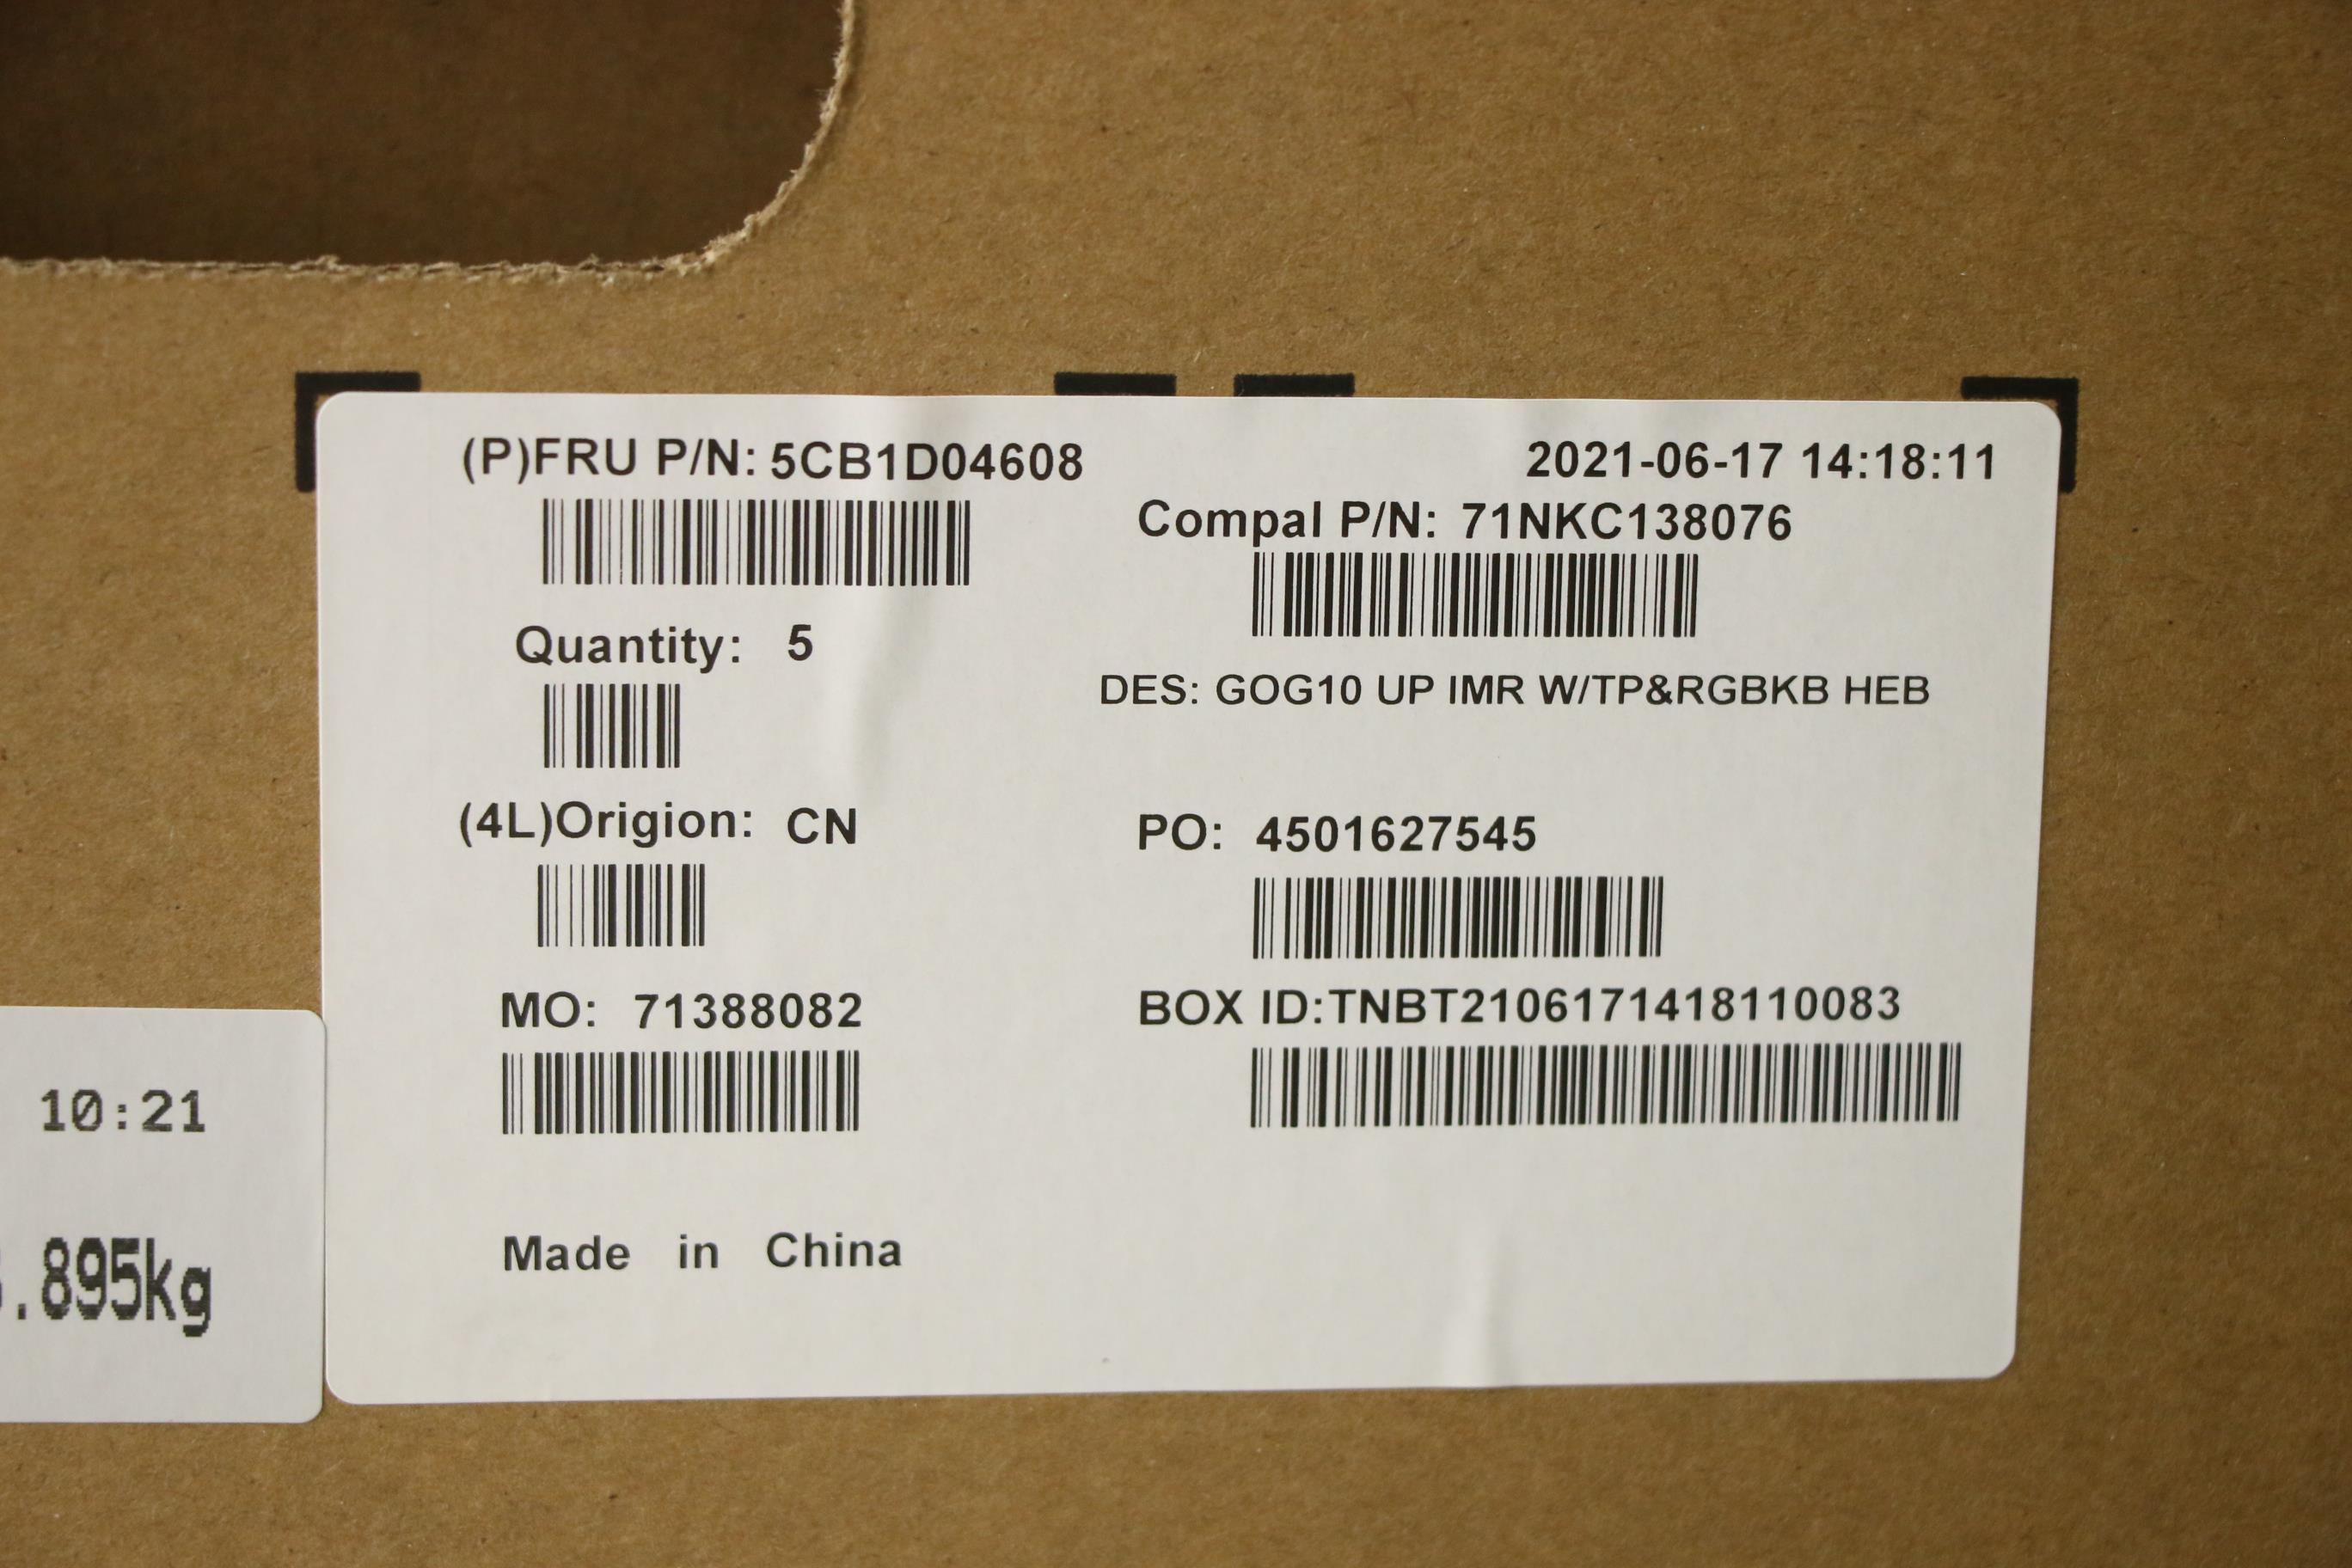 (P)FRU P/N: 5CB1D04608
2021-06-17 14:18:11
Compal P/N: 71NKC138076
Quantity: 5
DES: GOG10 UP IMR W/TP&RGBKB HEB
(4L)Origion: CN
PO: 4501627545
MO: 71388082
BOX ID:TNBT2106171418110083
Made in China
10:21
.895kg